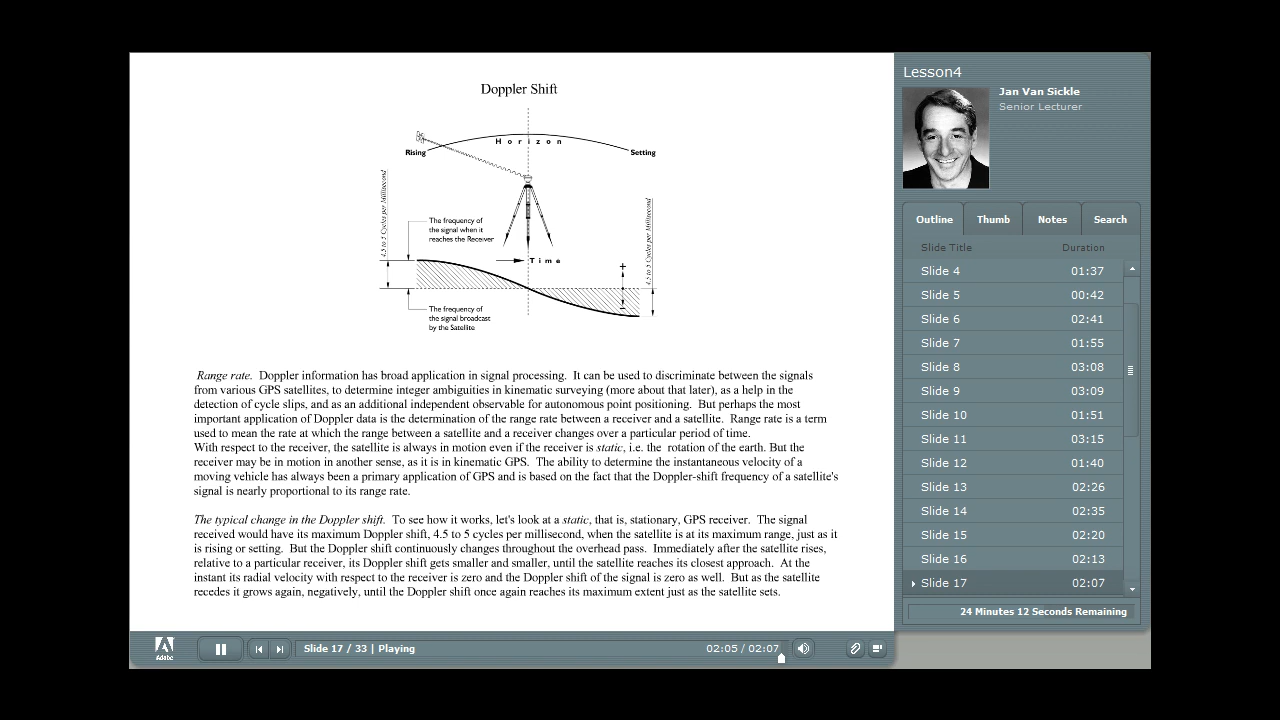 Doppler Shift
Horizon
Rising
Setting
4.5 to 5 Cycles per Millisecond
4.5 to 5 Cycles per Millisecond
The frequency of
the signal when it
reaches the Receiver
Time
+
-
The frequency of
the signal broadcast
by the Satellite
Range rate. Doppler information has broad application in signal processing. It can be used to discriminate between the signals
from various GPS satellites, to determine integer ambiguities in kinematic surveying (more about that later), as a help in the
detection of cycle slips, and as an additional independent observable for autonomous point positioning. But perhaps the most
important application of Doppler data is the determination of the range rate between a receiver and a satellite. Range rate is a term
used to mean the rate at which the range between a satellite and a receiver changes over a particular period of time.
With respect to the receiver, the satellite is always in motion even if the receiver is static, i.e. the rotation of the earth. But the
receiver may be in motion in another sense, as it is in kinematic GPS. The ability to determine the instantaneous velocity of a
moving vehicle has always been a primary application of GPS and is based on the fact that the Doppler-shift frequency of a satellite's
signal is nearly proportional to its range rate.
The typical change in the Doppler shift. To see how it works, let's look at a static, that is, stationary, GPS receiver. The signal
received would have its maximum Doppler shift, 4.5 to 5 cycles per millisecond, when the satellite is at its maximum range, just as it
is rising or setting. But the Doppler shift continuously changes throughout the overhead pass. Immediately after the satellite rises,
relative to a particular receiver, its Doppler shift gets smaller and smaller, until the satellite reaches its closest approach. At the
instant its radial velocity with respect to the receiver is zero and the Doppler shift of the signal is zero as well. But as the satellite
recedes it grows again, negatively, until the Doppler shift once again reaches its maximum extent just as the satellite sets.
Lesson4
Jan Van Sickle
Senior Lecturer
Outline Thumb Notes Search
Slide Title Duration
Slide 4 01:37
Slide 5 00:42
Slide 6 02:41
Slide 7 01:55
Slide 8 03:08
Slide 9 03:09
Slide 10 01:51
Slide 11 03:15
Slide 12 01:40
Slide 13 02:26
Slide 14 02:35
Slide 15 02:20
Slide 16 02:13
Slide 17 02:07
24 Minutes 12 Seconds Remaining
Adobe
Slide 17 / 33 | Playing
02:05 / 02:07